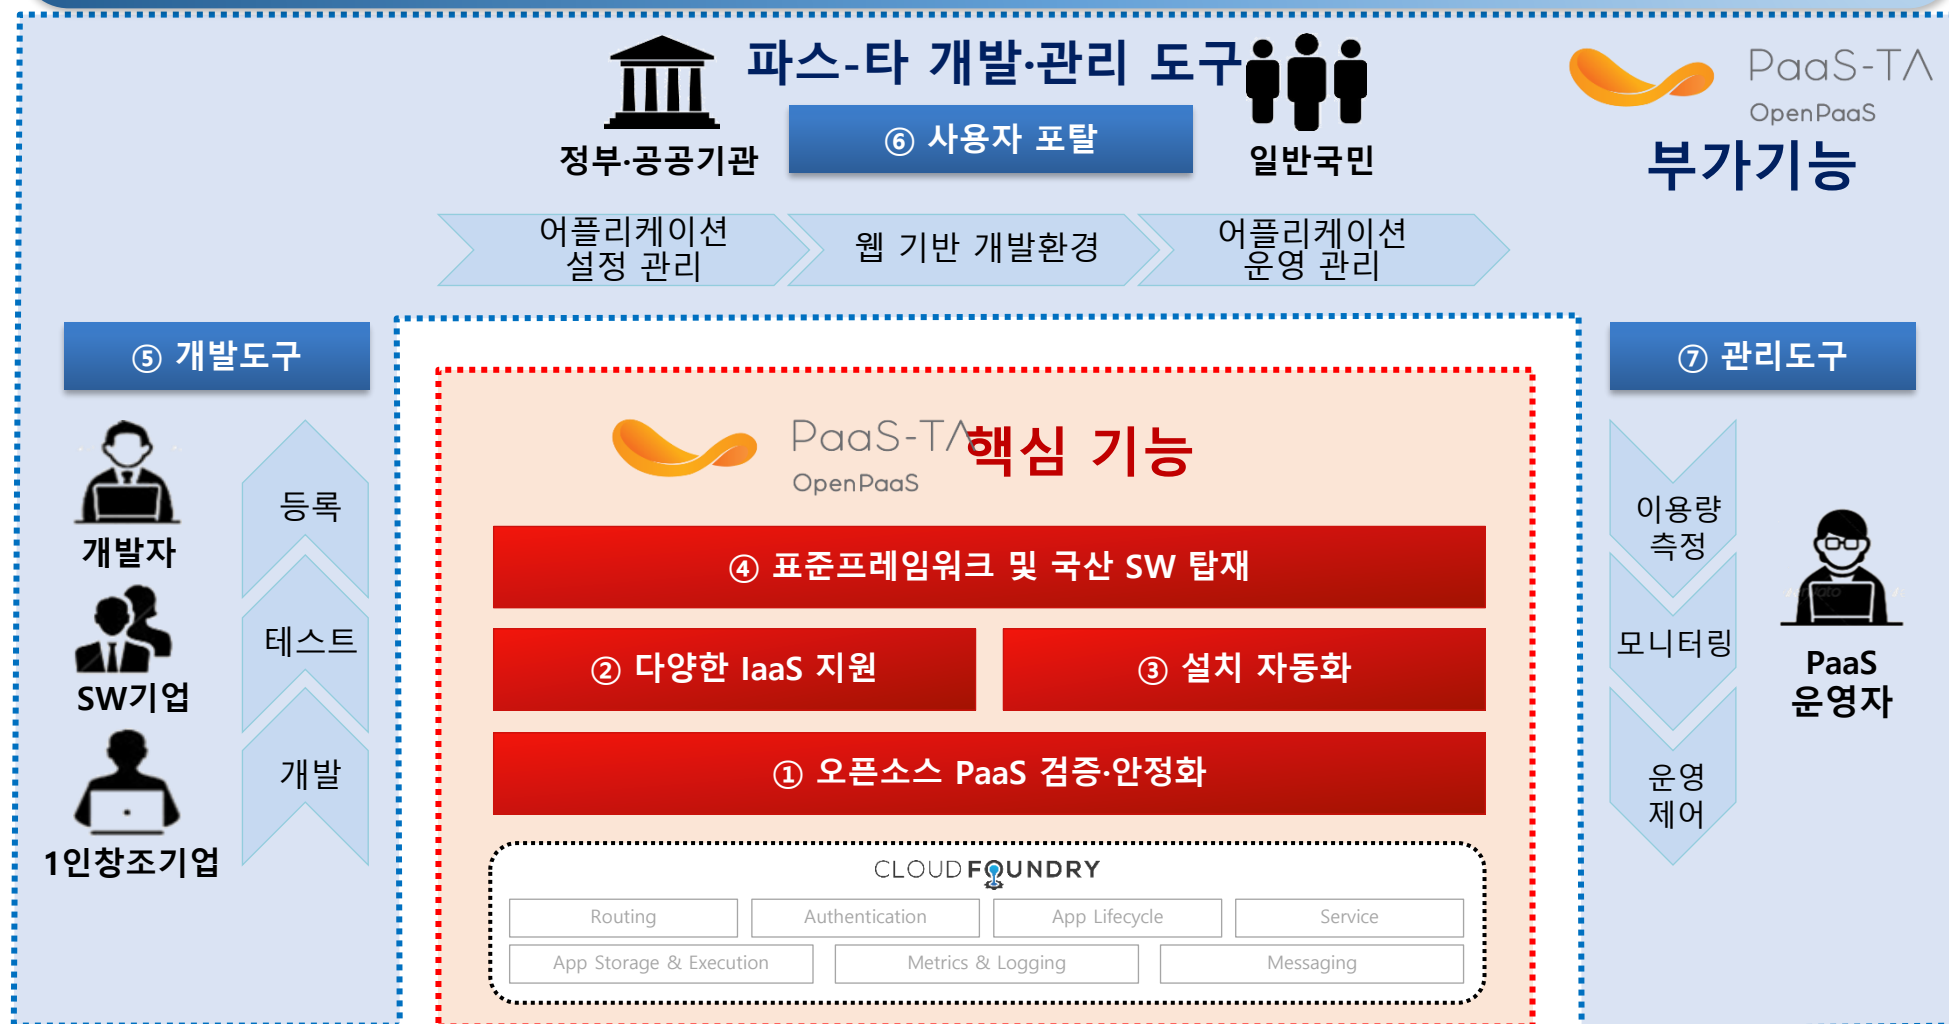 파스-타 개발·관리 도구
PaaS-TA
OpenPaaS
부가기능
정부·공공기관
⑥ 사용자 포탈
일반국민
어플리케이션
설정 관리
웹 기반 개발환경
어플리케이션
운영 관리
⑤ 개발도구
개발자
SW기업
1인창조기업
등록
테스트
개발
PaaS-TA
OpenPaaS
핵심 기능
④ 표준프레임워크 및 국산 SW 탑재
② 다양한 IaaS 지원
③ 설치 자동화
① 오픈소스 PaaS 검증·안정화
CLOUD FOUNDRY
Routing
Authentication
App Lifecycle
Service
App Storage & Execution
Metrics & Logging
Messaging
⑦ 관리도구
이용량
측정
모니터링
운영
제어
PaaS
운영자